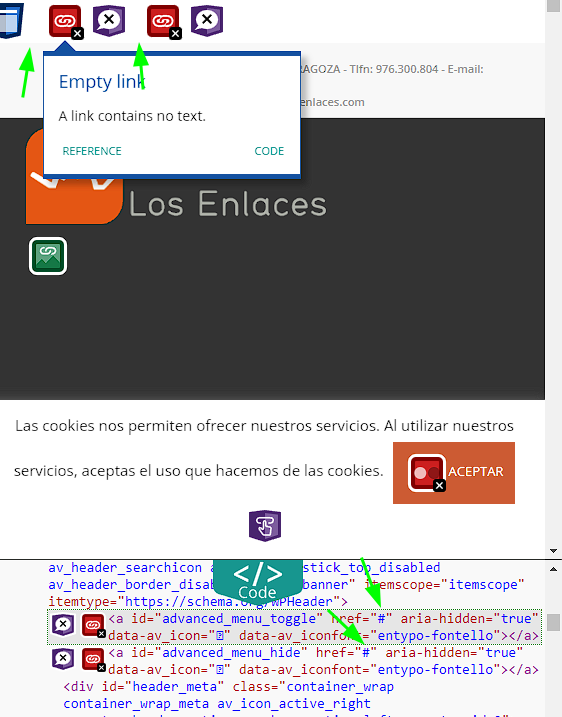 Empty link
A link contains no text.
REFERENCE CODE
RAGOZA - Tlfn: 976.300.804 - E-mail:
enlaces.com
Los Enlaces
Las cookies nos permiten ofrecer nuestros servicios. Al utilizar nuestros
servicios, aceptas el uso que hacemos de las cookies. ACEPTAR
</>
Code
av_header_searchicon stick_top_disabled
av_header_border_disa banner" itemscope="itemscope"
itemtype="https://schema.org/WPHeader">
<a id="advanced_menu_toggle" href="#" aria-hidden="true"
data-av_icon="" data-av_iconfont="entypo-fontello"></a>
<a id="advanced_menu_hide" href="#" aria-hidden="true"
data-av_icon="" data-av_iconfont="entypo-fontello"></a>
<div id="header_meta" class="container_wrap
container_wrap_meta av_icon_active_right